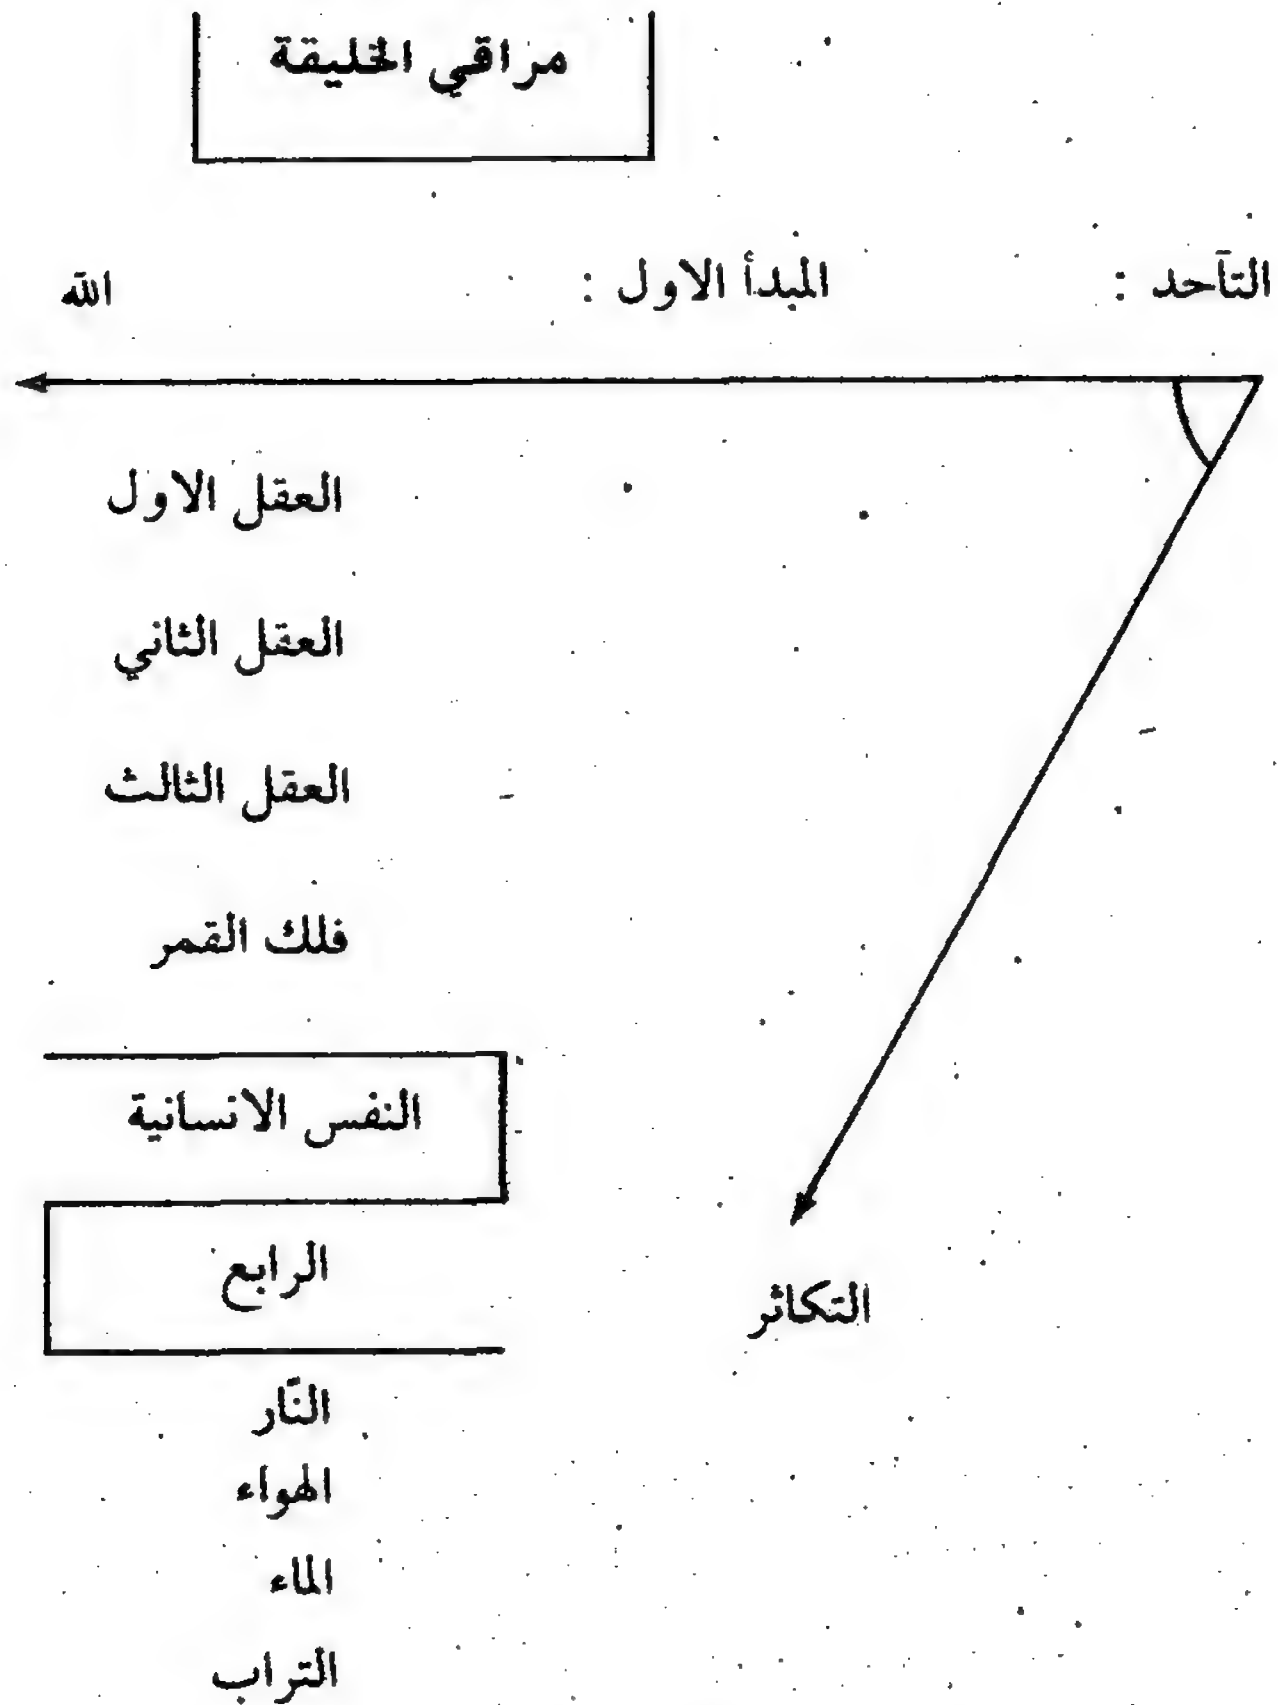 مراقي الخليقة
التآحد : المبدأ الاول : الله
العقل الاول
العقل الثاني
العقل الثالث
فلك القمر
النفس الانسانية
الرابع
التكاثر
النّار
الهواء
الماء
التراب